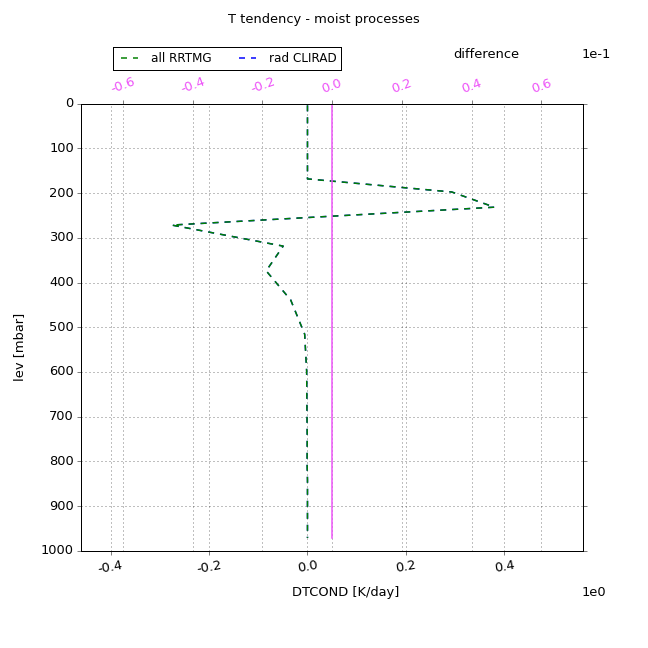 T tendency - moist processes
all RRTMG rad CLIRAD difference 1e-1
-0.6 -0.4 -0.2 0.0 0.2 0.4 0.6
0
100
200
300
400
500
600
700
800
900
1000
lev [mbar]
-0.4 -0.2 0.0 0.2 0.4
DTCOND [K/day] 1e0